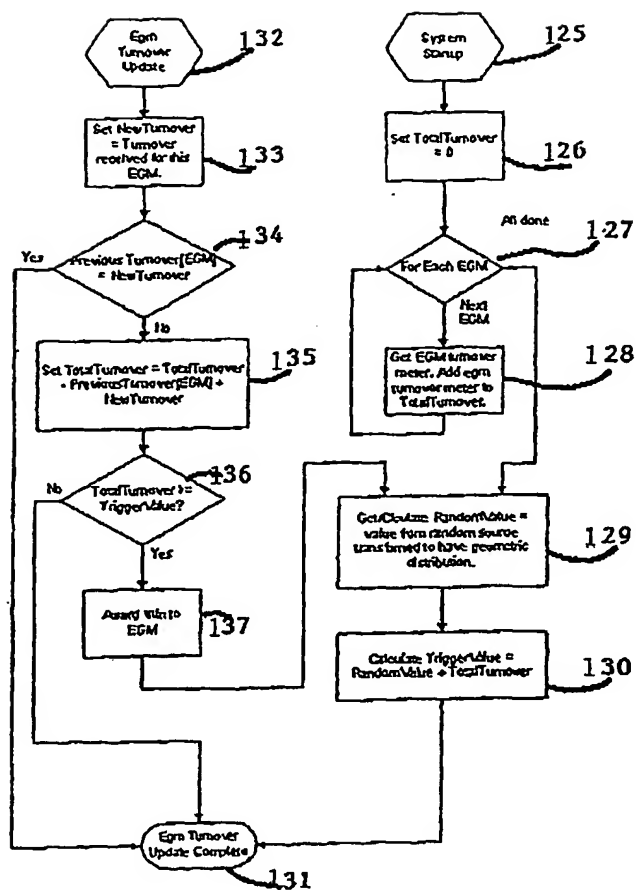 Egm
Turnover
Update
132
Set NewTurnover
= Turnover
received for this
EGM.
133
Previous Turnover[EGM]
= NewTurnover
134
Yes
No
Set TotalTurnover = TotalTurnover
- PreviousTurnover[EGM] +
NewTurnover
135
TotalTurnover >=
TriggerValue?
136
No
Yes
Award Win to
EGM
137
System
Startup
125
Set TotalTurnover
= 0
126
All done
127
For Each EGM
Next
EGM
Get EGM turnover
meter. Add egm
turnover meter to
TotalTurnover.
128
RandomValue =
value from random source
transformed to have geometric
distribution.
129
Calculate TriggerValue =
RandomValue + TotalTurnover
130
Egm Turnover
Update Complete
131